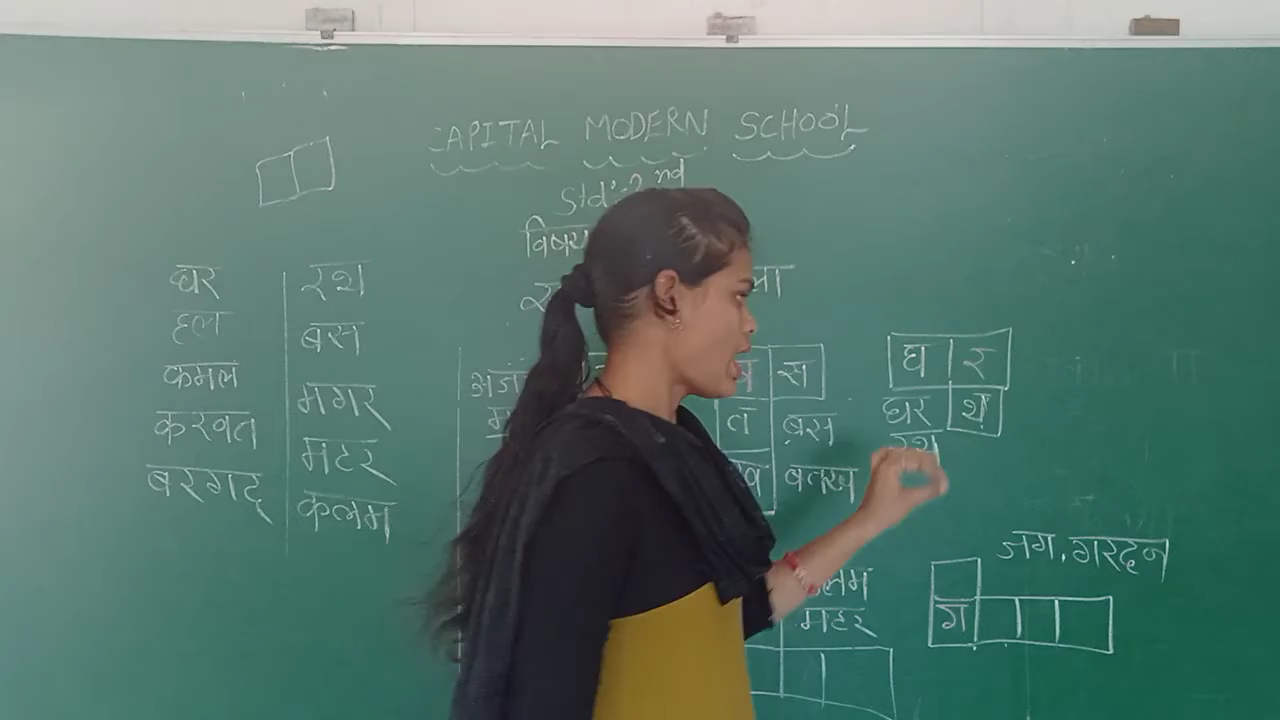 CAPITAL MODERN SCHOOL
Std:-2nd
विषय
घर
हल
कमल
करवत
बरगद
रथ
बस
मगर
मटर
कलम
स
त बस
ख बतख
घ र
घर थ
रथ
मटर
जग, गरदन
ग